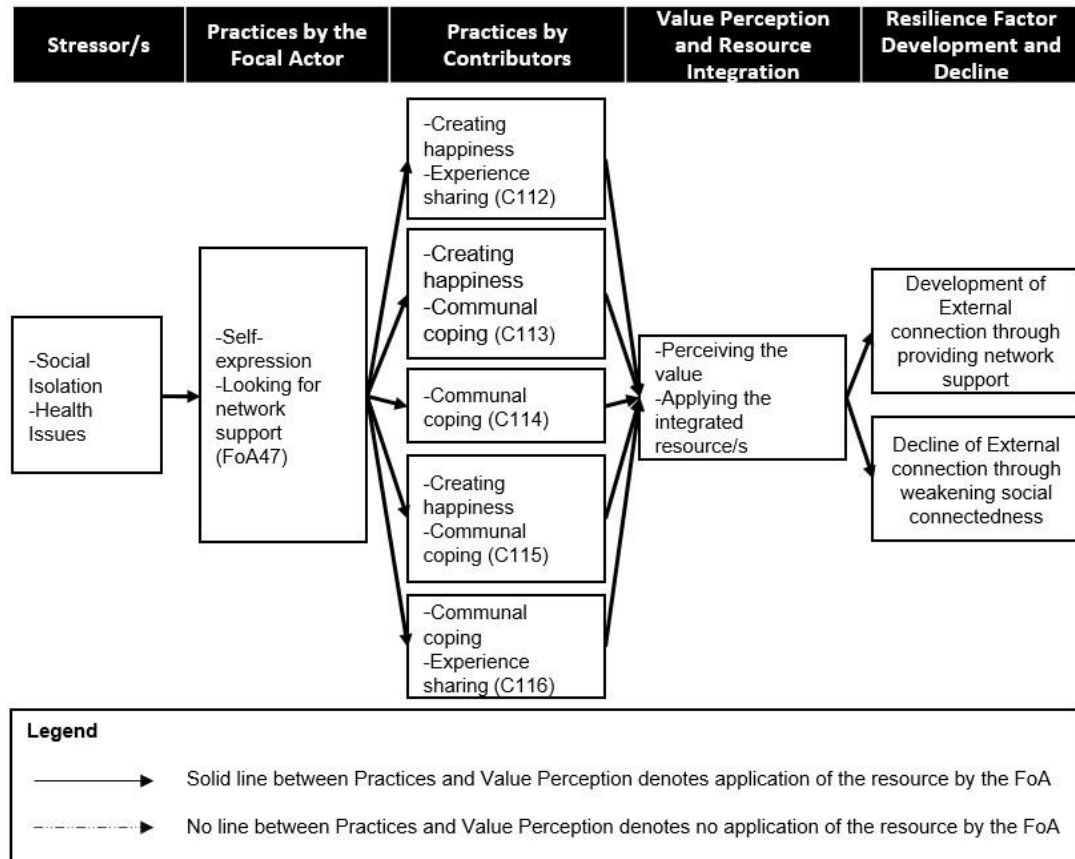 Stressor/s
Practices by the
Focal Actor
Practices by
Contributors
Value Perception
and Resource
Integration
Resilience Factor
Development and
Decline
-Social
Isolation
-Health
Issues
-Self-
expression
-Looking for
network
support
(FoA47)
-Creating
happiness
-Experience
sharing (C112)
-Creating
happiness
-Communal
coping (C113)
-Communal
coping (C114)
-Creating
happiness
-Communal
coping (C115)
-Communal
coping
-Experience
sharing (C116)
-Perceiving the
value
-Applying the
integrated
resource/s
Development of
External
connection through
providing network
support
Decline of External
connection through
weakening social
connectedness
Legend
Solid line between Practices and Value Perception denotes application of the resource by the FoA
No line between Practices and Value Perception denotes no application of the resource by the FoA